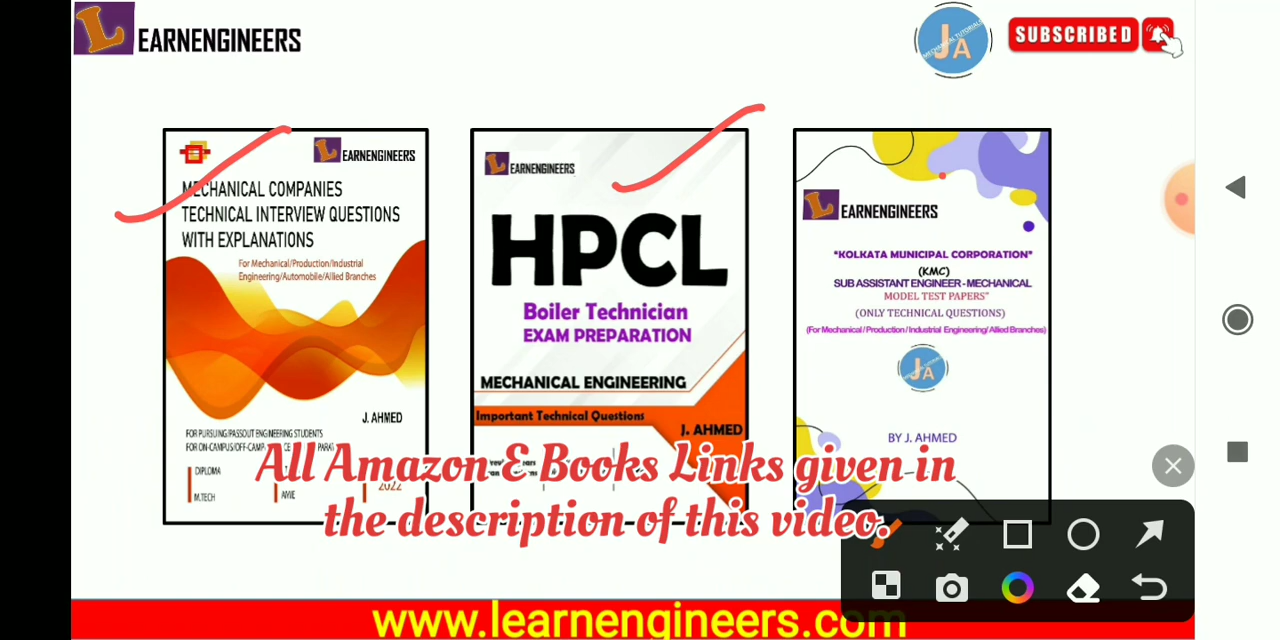 LEARNENGINEERS
JA
SUBSCRIBED
LEARNENGINEERS
MECHANICAL COMPANIES
TECHNICAL INTERVIEW QUESTIONS
WITH EXPLANATIONS
For Mechanical/Production/Industrial
Engineering/Automobile/Allied Branches
J. AHMED
FOR PURSUING/PASSOUT ENGINEERING STUDENTS
DIPLOMA
M.TECH
AMIE
2022
LEARNENGINEERS
HPCL
Boiler Technician
EXAM PREPARATION
MECHANICAL ENGINEERING
Important Technical Questions
J. AHMED
LEARNENGINEERS
"KOLKATA MUNICIPAL CORPORATION"
(KMC)
SUB ASSISTANT ENGINEER - MECHANICAL
MODEL TEST PAPERS"
(ONLY TECHNICAL QUESTIONS)
(For Mechanical / Production / Industrial Engineering/ Allied Branches)
JA
BY J. AHMED
All Amazon E Books Links given in
the description of this video.
www.learnengineers.com